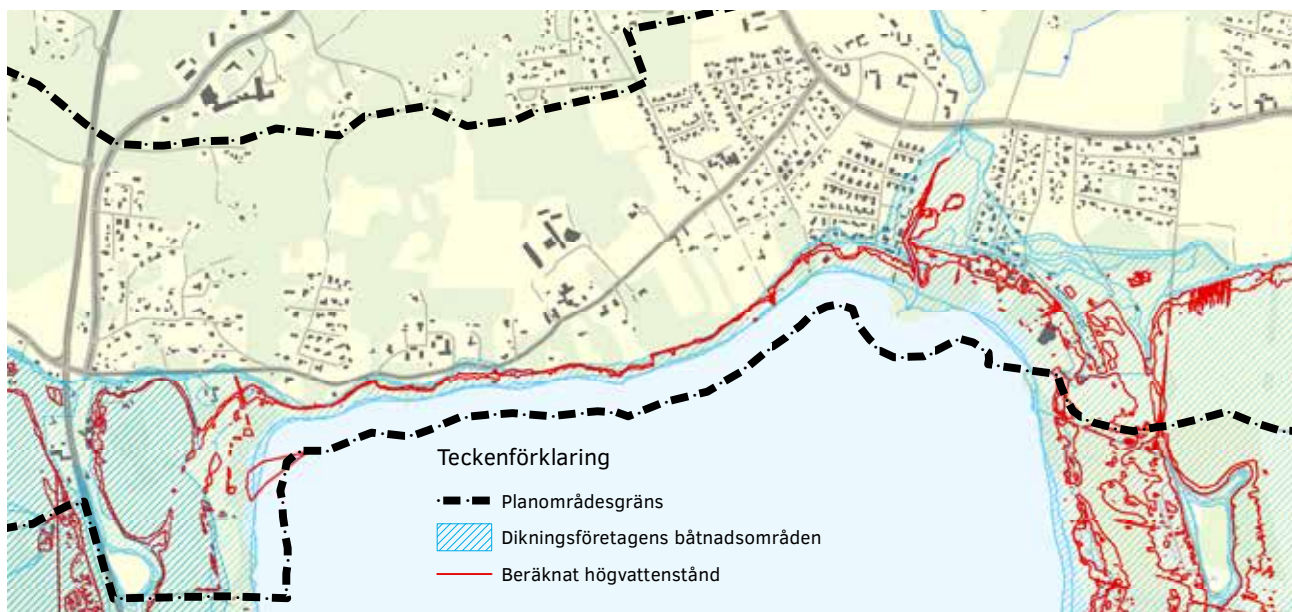 Teckenförklaring
Planområdesgräns
Dikningsföretagens båtnadsområden
Beräknat högvattenstånd